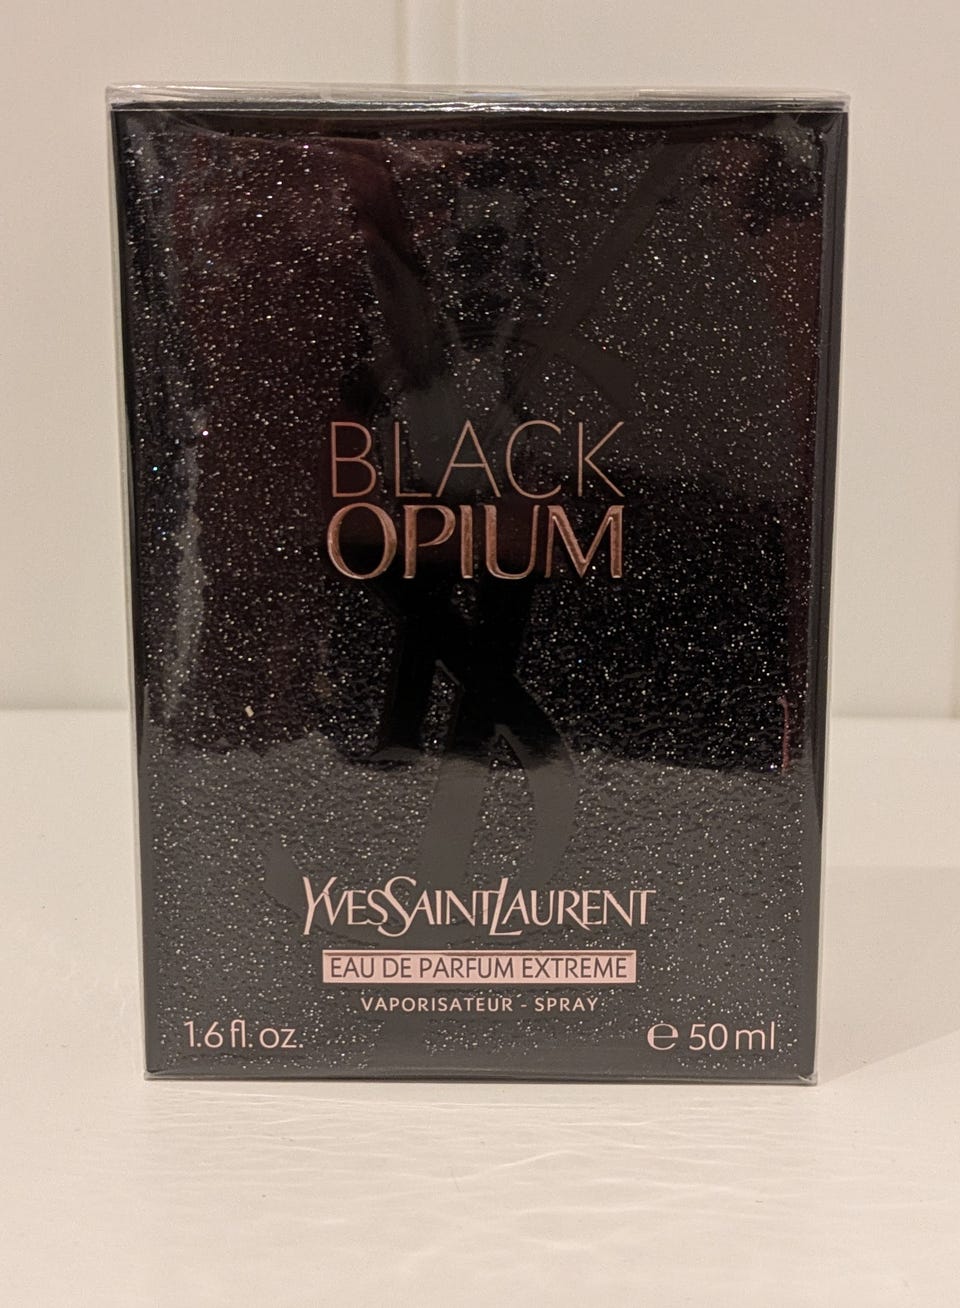 BLACK
OPIUM
YVESSAINTLAURENT
EAU DE PARFUM EXTREME
VAPORISATEUR - SPRAY
1.6 fl. oz. ℮ 50 ml